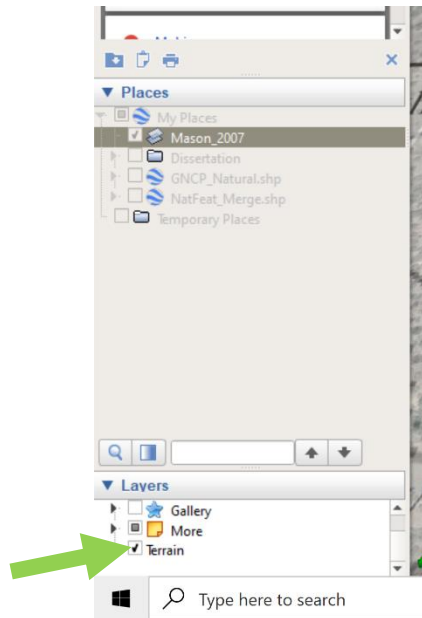 Places
My Places
Mason_2007
Dissertation
GNCP_Natural.shp
NatFeat_Merge.shp
Temporary Places
Layers
Gallery
More
Terrain
Type here to search